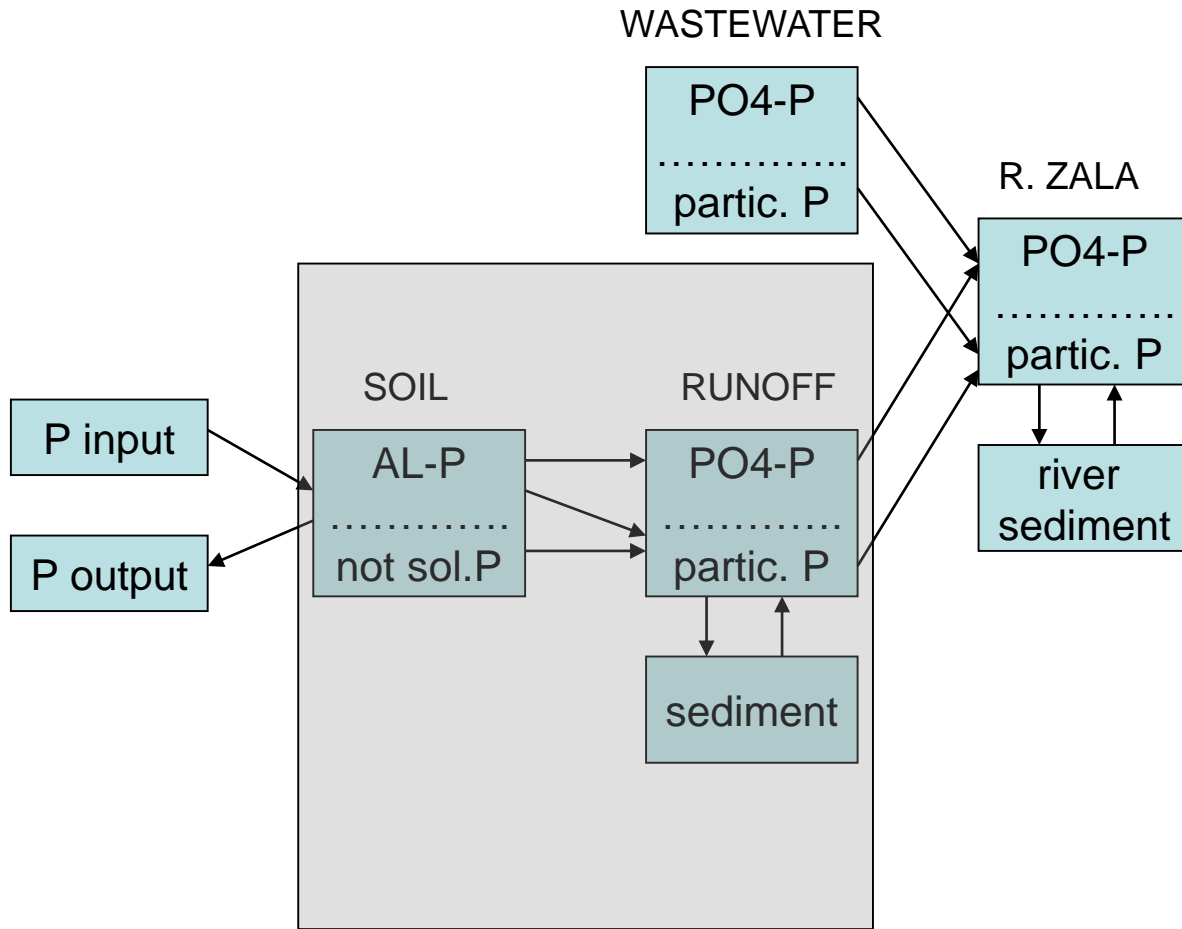 WASTEWATER
PO4-P
...............
partic. P
R. ZALA
PO4-P
.............
partic. P
river
sediment
P input
P output
SOIL
AL-P
.............
not sol.P
RUNOFF
PO4-P
.............
partic. P
sediment